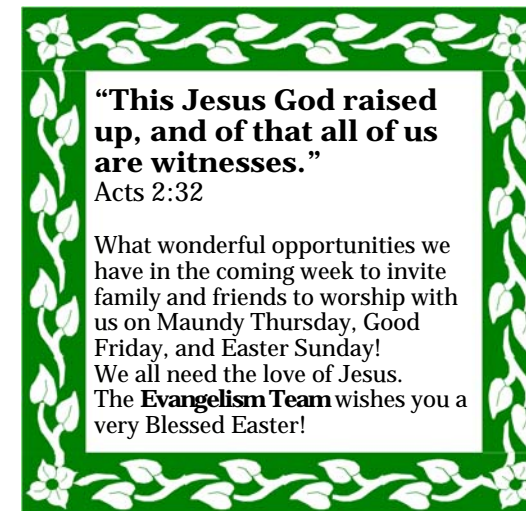 “This Jesus God raised
up, and of that all of us
are witnesses.”
Acts 2:32
What wonderful opportunities we
have in the coming week to invite
family and friends to worship with
us on Maundy Thursday, Good
Friday, and Easter Sunday!
We all need the love of Jesus.
The Evangelism Team wishes you a
very Blessed Easter!